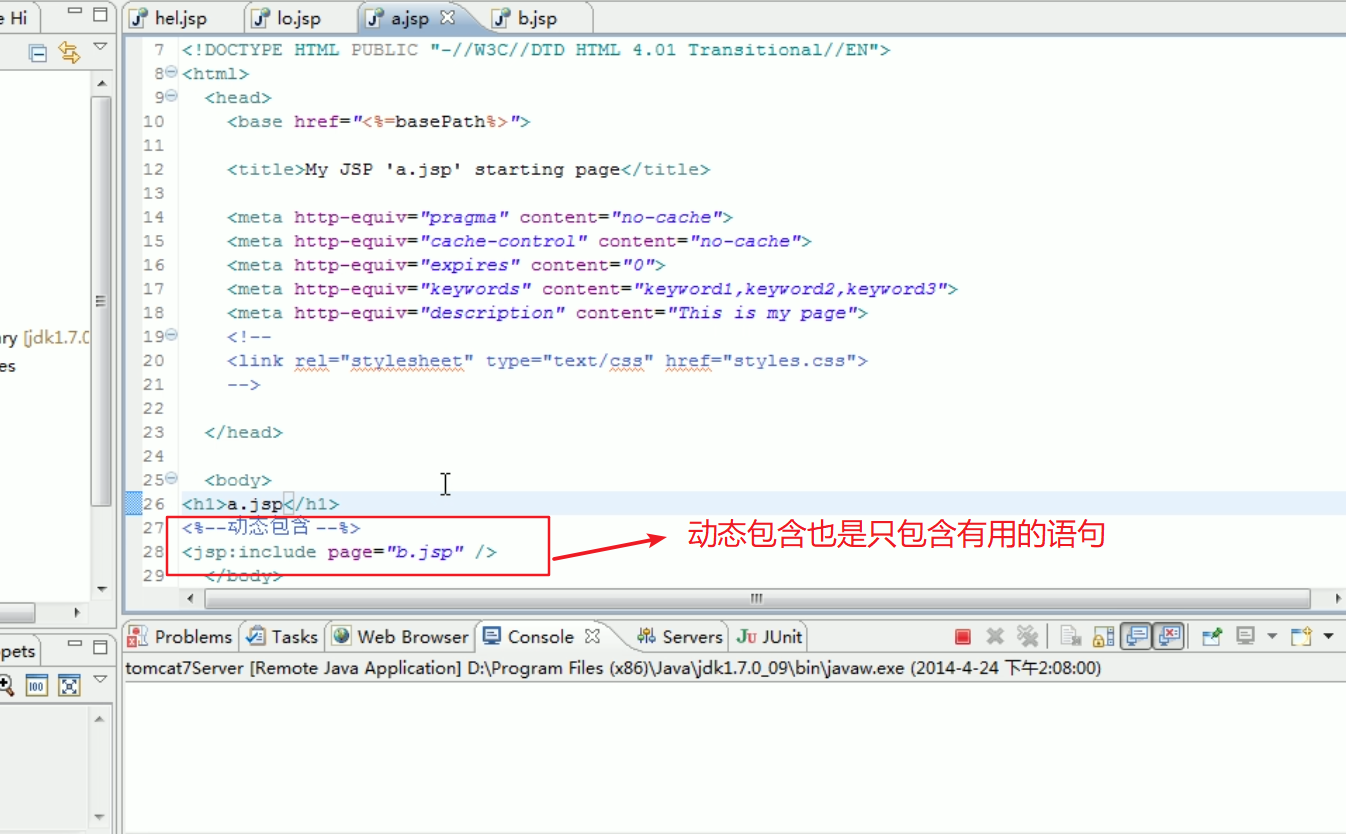 e Hi
hel.jsp
lo.jsp
a.jsp
b.jsp
7 <!DOCTYPE HTML PUBLIC "-//W3C//DTD HTML 4.01 Transitional//EN">
8 <html>
9 <head>
10 <base href="<%=basePath%>">
11
12 <title>My JSP 'a.jsp' starting page</title>
13
14 <meta http-equiv="pragma" content="no-cache">
15 <meta http-equiv="cache-control" content="no-cache">
16 <meta http-equiv="expires" content="0">
17 <meta http-equiv="keywords" content="keyword1,keyword2,keyword3">
18 <meta http-equiv="description" content="This is my page">
19 <!--
20 <link rel="stylesheet" type="text/css" href="styles.css">
21 -->
22
23 </head>
24
25 <body>
26 <h1>a.jsp</h1>
27 <%--动态包含 --%>
28 <jsp:include page="b.jsp" />
29 </body>
动态包含也是只包含有用的语句
ry [jdk1.7.0
es
pets
100
Problems
Tasks
Web Browser
Console
Servers
Ju JUnit
tomcat7Server [Remote Java Application] D:\Program Files (x86)\Java\jdk1.7.0_09\bin\javaw.exe (2014-4-24 下午2:08:00)